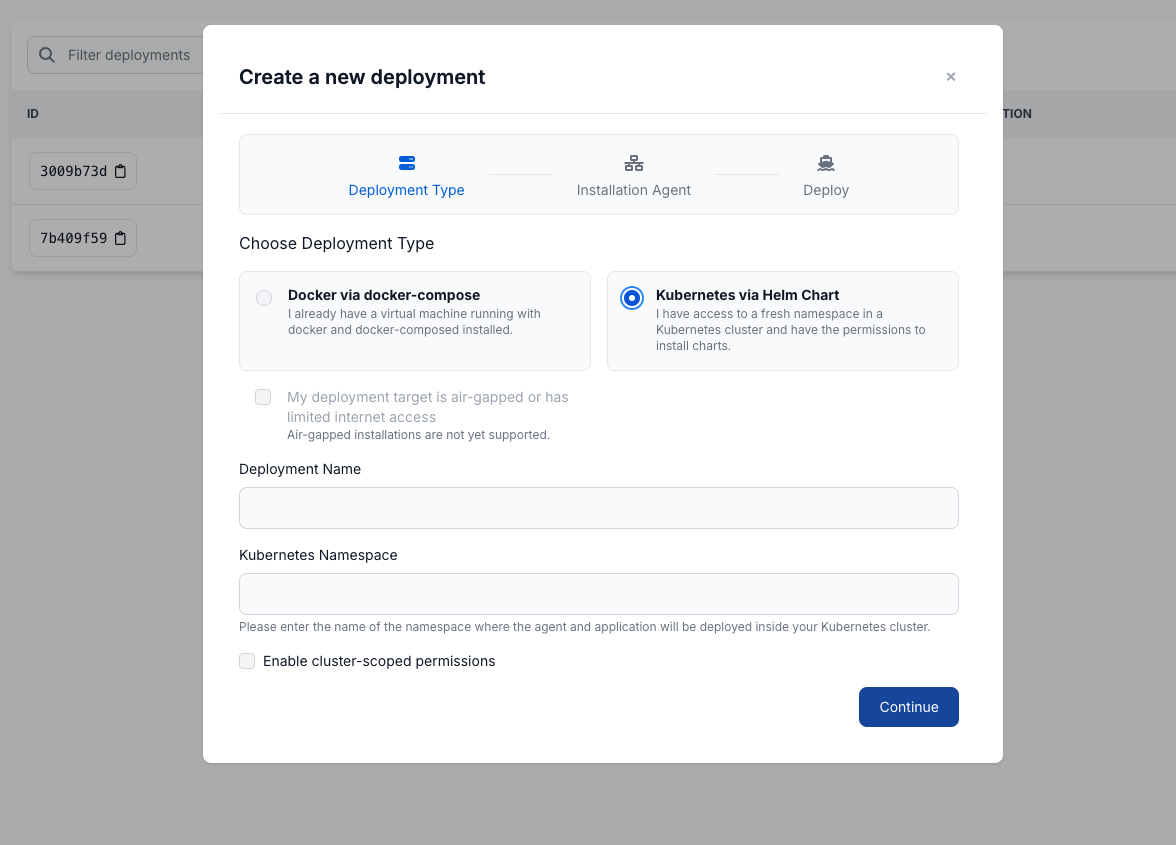 Filter deployments
Create a new deployment
×
ID
TION
Deployment Type
Installation Agent
Deploy
3009b73d
7b409f59
Choose Deployment Type
Docker via docker-compose
I already have a virtual machine running with
docker and docker-composed installed.
Kubernetes via Helm Chart
I have access to a fresh namespace in a
Kubernetes cluster and have the permissions to
install charts.
My deployment target is air-gapped or has
limited internet access
Air-gapped installations are not yet supported.
Deployment Name
Kubernetes Namespace
Please enter the name of the namespace where the agent and application will be deployed inside your Kubernetes cluster.
Enable cluster-scoped permissions
Continue